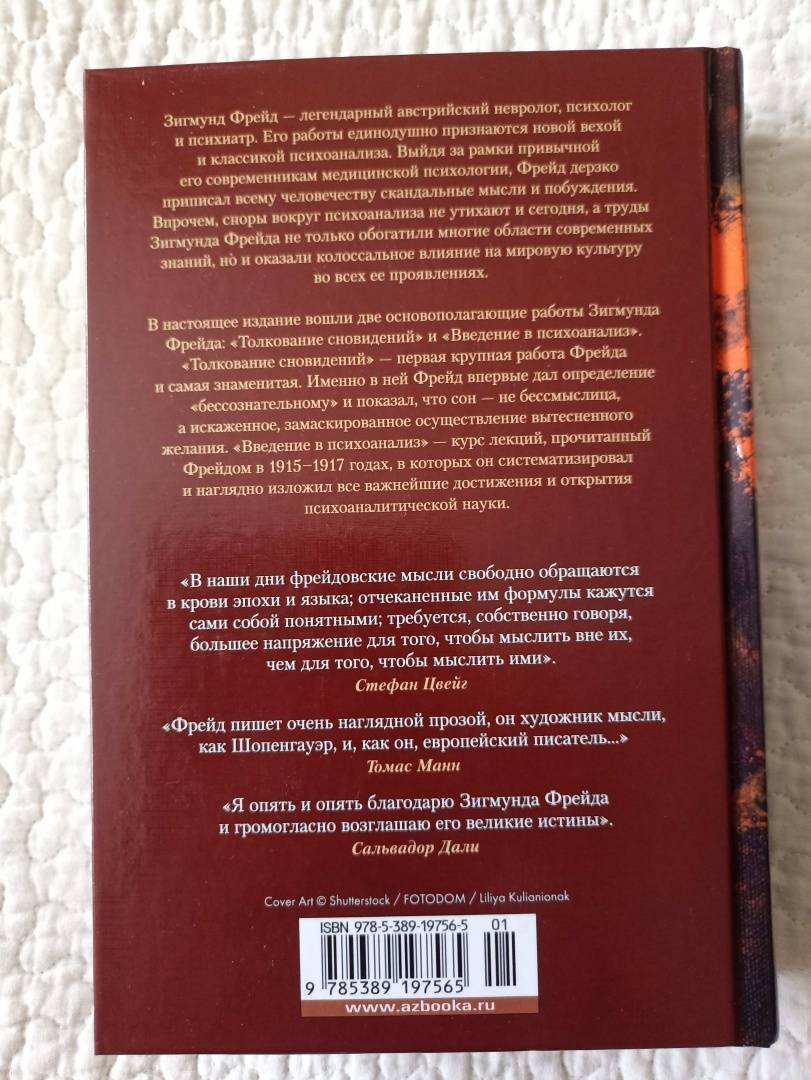 Зигмунд Фрейд — легендарный австрийский невролог, психолог
и психиатр. Его работы единодушно признаются новой вехой
и классикой психоанализа. Выйдя за рамки привычной
его современникам медицинской психологии, Фрейд дерзко
приписал всему человечеству скандальные мысли и побуждения.
Впрочем, споры вокруг психоанализа не утихают и сегодня, а труды
Зигмунда Фрейда не только обогатили многие области современных
знаний, но и оказали колоссальное влияние на мировую культуру
во всех ее проявлениях.
В настоящее издание вошли две основополагающие работы Зигмунда
Фрейда: «Толкование сновидений» и «Введение в психоанализ».
«Толкование сновидений» — первая крупная работа Фрейда
и самая знаменитая. Именно в ней Фрейд впервые дал определение
«бессознательному» и показал, что сон — не бессмыслица,
а искаженное, замаскированное осуществление вытесненного
желания. «Введение в психоанализ» — курс лекций, прочитанный
Фрейдом в 1915–1917 годах, в которых он систематизировал
и наглядно изложил все важнейшие достижения и открытия
психоаналитической науки.
«В наши дни фрейдовские мысли свободно обращаются
в крови эпохи и языка; отчеканенные им формулы кажутся
сами собой понятными; требуется, собственно говоря,
большее напряжение для того, чтобы мыслить вне их,
чем для того, чтобы мыслить ими».
Стефан Цвейг
«Фрейд пишет очень наглядной прозой, он художник мысли,
как Шопенгауэр, и, как он, европейский писатель...»
Томас Манн
«Я опять и опять благодарю Зигмунда Фрейда
и громогласно возглашаю его великие истины».
Сальвадор Дали
Cover Art © Shutterstock / FOTODOM / Liliya Kulianionak
ISBN 978-5-389-19756-5 01
9 785389 197565
www.azbooka.ru